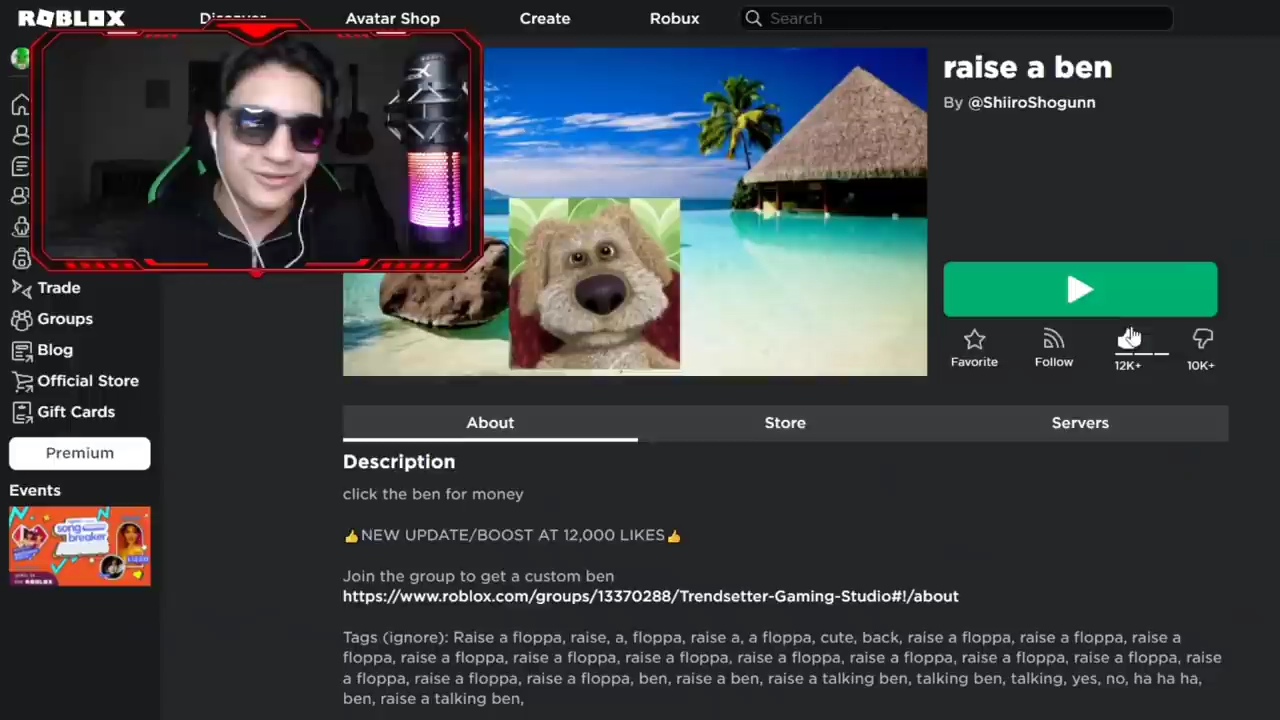 ROBLOX
Discover
Avatar Shop
Create
Robux
Search
raise a ben
By @ShiiroShogunn
Favorite
Follow
12K+
10K+
Trade
Groups
Blog
Official Store
Gift Cards
Premium
Events
song
breaker
ROBLOX
About
Store
Servers
Description
click the ben for money
👍NEW UPDATE/BOOST AT 12,000 LIKES👍
Join the group to get a custom ben
https://www.roblox.com/groups/13370288/Trendsetter-Gaming-Studio#!/about
Tags (ignore): Raise a floppa, raise, a, floppa, raise a, a floppa, cute, back, raise a floppa, raise a floppa, raise a
floppa, raise a floppa, raise a floppa, raise a floppa, raise a floppa, raise a floppa, raise a floppa, raise a floppa, raise
a floppa, raise a floppa, raise a floppa, ben, raise a ben, raise a talking ben, talking ben, talking, yes, no, ha ha ha,
ben, raise a talking ben,